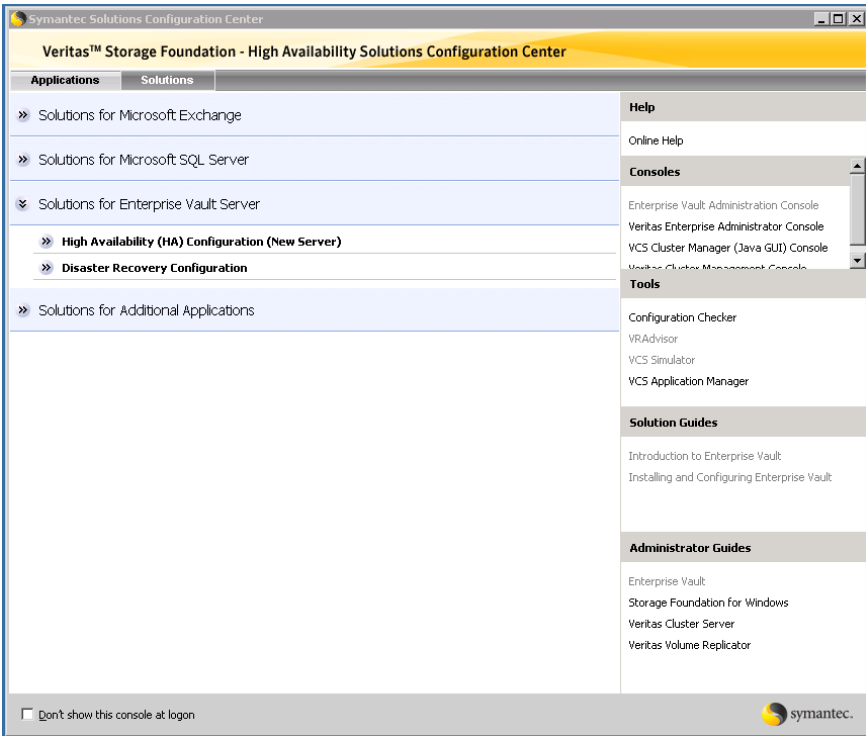 Symantec Solutions Configuration Center
Veritas™ Storage Foundation - High Availability Solutions Configuration Center
Applications
Solutions
Solutions for Microsoft Exchange
Solutions for Microsoft SQL Server
Solutions for Enterprise Vault Server
High Availability (HA) Configuration (New Server)
Disaster Recovery Configuration
Solutions for Additional Applications
Help
Online Help
Consoles
Enterprise Vault Administration Console
Veritas Enterprise Administrator Console
VCS Cluster Manager (Java GUI) Console
Veritas Cluster Management Console
Tools
Configuration Checker
VRAdvisor
VCS Simulator
VCS Application Manager
Solution Guides
Introduction to Enterprise Vault
Installing and Configuring Enterprise Vault
Administrator Guides
Enterprise Vault
Storage Foundation for Windows
Veritas Cluster Server
Veritas Volume Replicator
Don't show this console at logon
symantec.